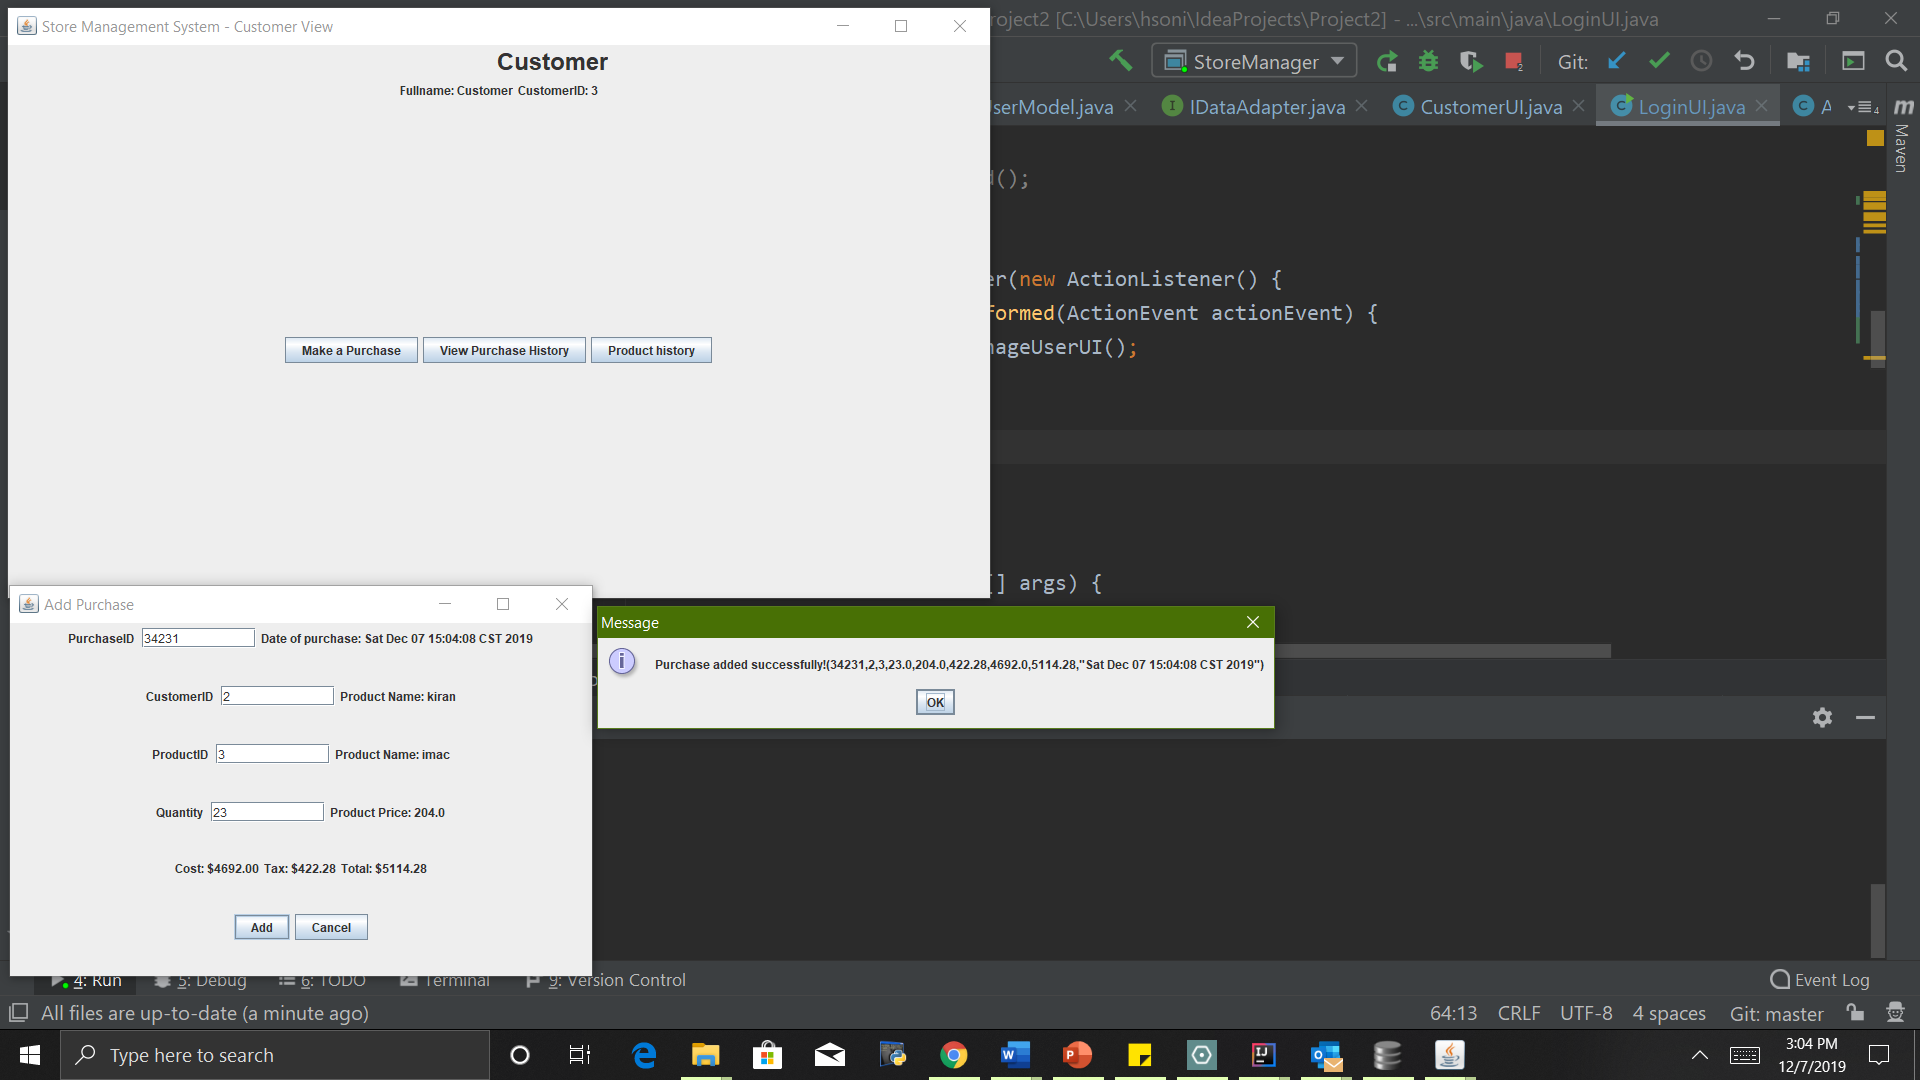 Store Management System - Customer View
Customer
Fullname: Customer CustomerID: 3
Make a Purchase
View Purchase History
Product history
Project2 [C:\Users\hsoni\IdeaProjects\Project2] - ...\src\main\java\LoginUI.java
StoreManager
2
Git:
UserModel.java
IDataAdapter.java
CustomerUI.java
LoginUI.java
A
4
m
Maven
();
er(new ActionListener() {
formed(ActionEvent actionEvent) {
nageUserUI();
[] args) {
Add Purchase
PurchaseID 34231 Date of purchase: Sat Dec 07 15:04:08 CST 2019
CustomerID 2 Product Name: kiran
ProductID 3 Product Name: imac
Quantity 23 Product Price: 204.0
Cost: $4692.00 Tax: $422.28 Total: $5114.28
Add
Cancel
Message
Purchase added successfully!(34231,2,3,23.0,204.0,422.28,4692.0,5114.28,"Sat Dec 07 15:04:08 CST 2019")
OK
4: Run
5: Debug
6: TODO
Terminal
9: Version Control
Event Log
All files are up-to-date (a minute ago)
64:13 CRLF UTF-8 4 spaces Git: master
Type here to search
3:04 PM
12/7/2019